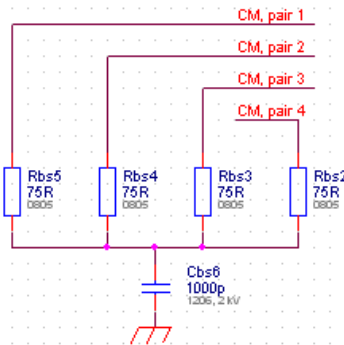 CM, pair 1
CM, pair 2
CM, pair 3
CM, pair 4
Rbs5 Rbs4 Rbs3 Rbs2
75R 75R 75R 75R
0805 0805 0805 0805
Cbs6
1000p
1206, 2 kV